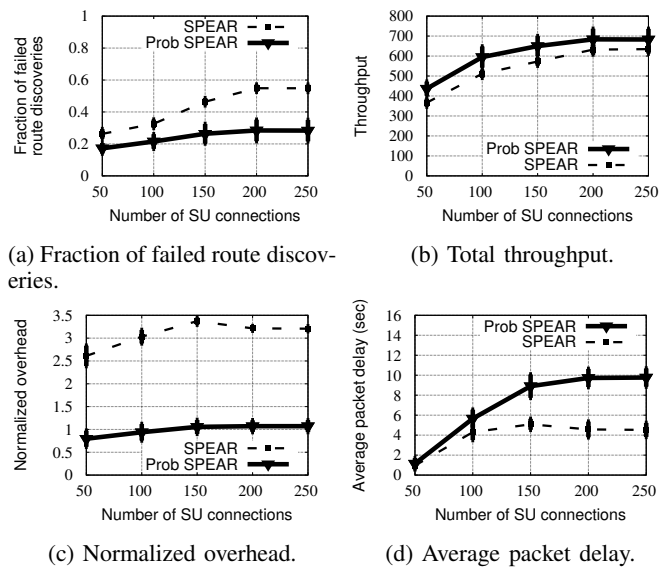 Fraction of failed
route discoveries
1
0.8
0.6
0.4
0.2
0
50 100 150 200 250
Number of SU connections
SPEAR
Prob SPEAR
(a) Fraction of failed route discov-
eries.
Throughput
800
700
600
500
400
300
200
100
0
50 100 150 200 250
Number of SU connections
Prob SPEAR
SPEAR
(b) Total throughput.
Normalized overhead
3.5
3
2.5
2
1.5
1
0.5
0
50 100 150 200 250
Number of SU connections
SPEAR
Prob SPEAR
(c) Normalized overhead.
Average packet delay (sec)
16
14
12
10
8
6
4
2
0
50 100 150 200 250
Number of SU connections
Prob SPEAR
SPEAR
(d) Average packet delay.